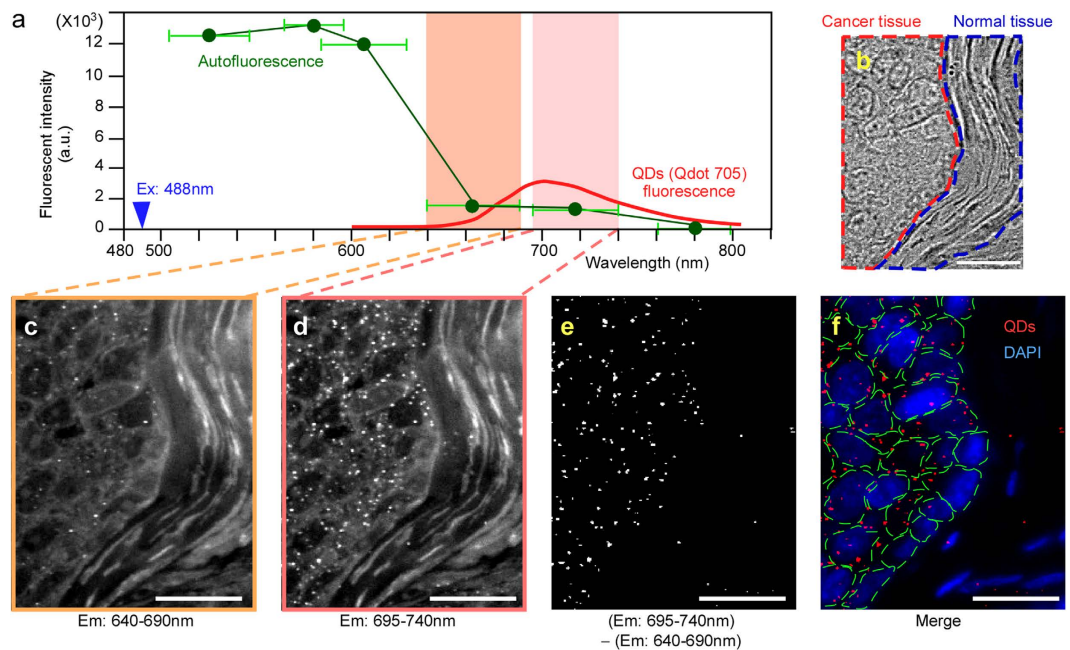 a
(X10³)
12
10
8
6
4
2
0
Fluorescent intensity
(a.u.)
Autofluorescence
Ex: 488nm
QDs (Qdot 705)
fluorescence
480
500
600
700
800
Wavelength (nm)
Cancer tissue
Normal tissue
b
c
Em: 640-690nm
d
Em: 695-740nm
e
(Em: 695-740nm)
– (Em: 640-690nm)
f
QDs
DAPI
Merge